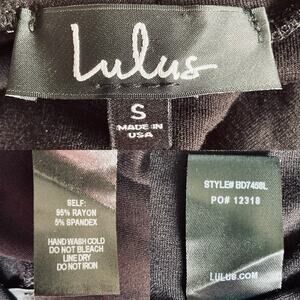 Lulus
S
MADE IN
USA
SELF:
95% RAYON
5% SPANDEX
HAND WASH COLD
DO NOT BLEACH
LINE DRY
DO NOT IRON
STYLE# BD7458L
PO# 12318
LULUS.COM